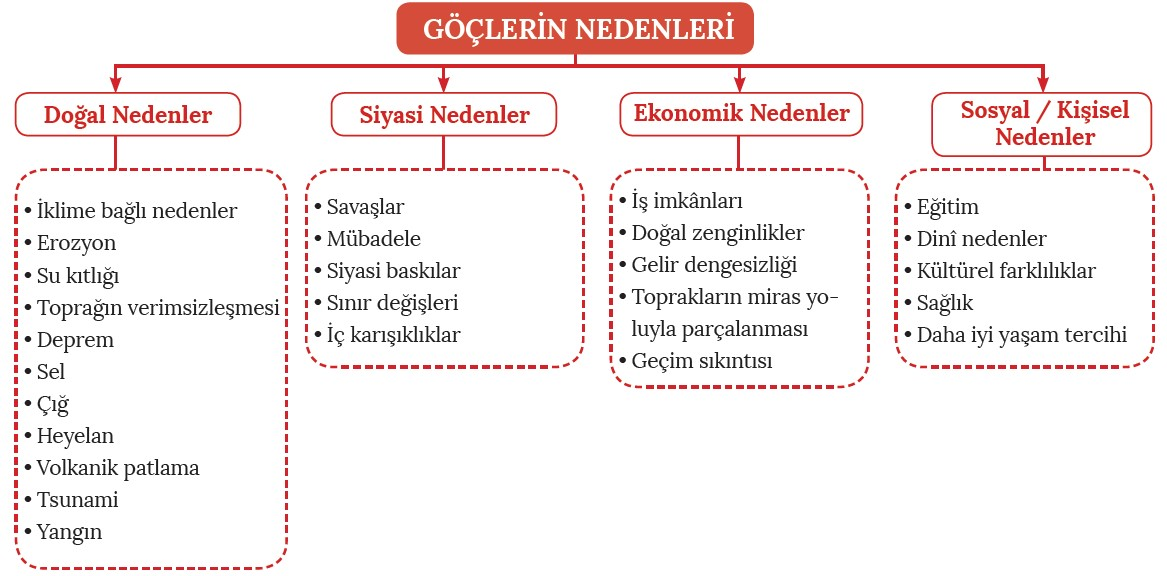 GÖÇLERİN NEDENLERİ
Doğal Nedenler
• İklime bağlı nedenler
• Erozyon
• Su kıtlığı
• Toprağın verimsizleşmesi
• Deprem
• Sel
• Çığ
• Heyelan
• Volkanik patlama
• Tsunami
• Yangın
Siyasi Nedenler
• Savaşlar
• Mübadele
• Siyasi baskılar
• Sınır değişleri
• İç karışıklıklar
Ekonomik Nedenler
• İş imkânları
• Doğal zenginlikler
• Gelir dengesizliği
• Toprakların miras yo-
luyla parçalanması
• Geçim sıkıntısı
Sosyal / Kişisel
Nedenler
• Eğitim
• Dinî nedenler
• Kültürel farklılıklar
• Sağlık
• Daha iyi yaşam tercihi